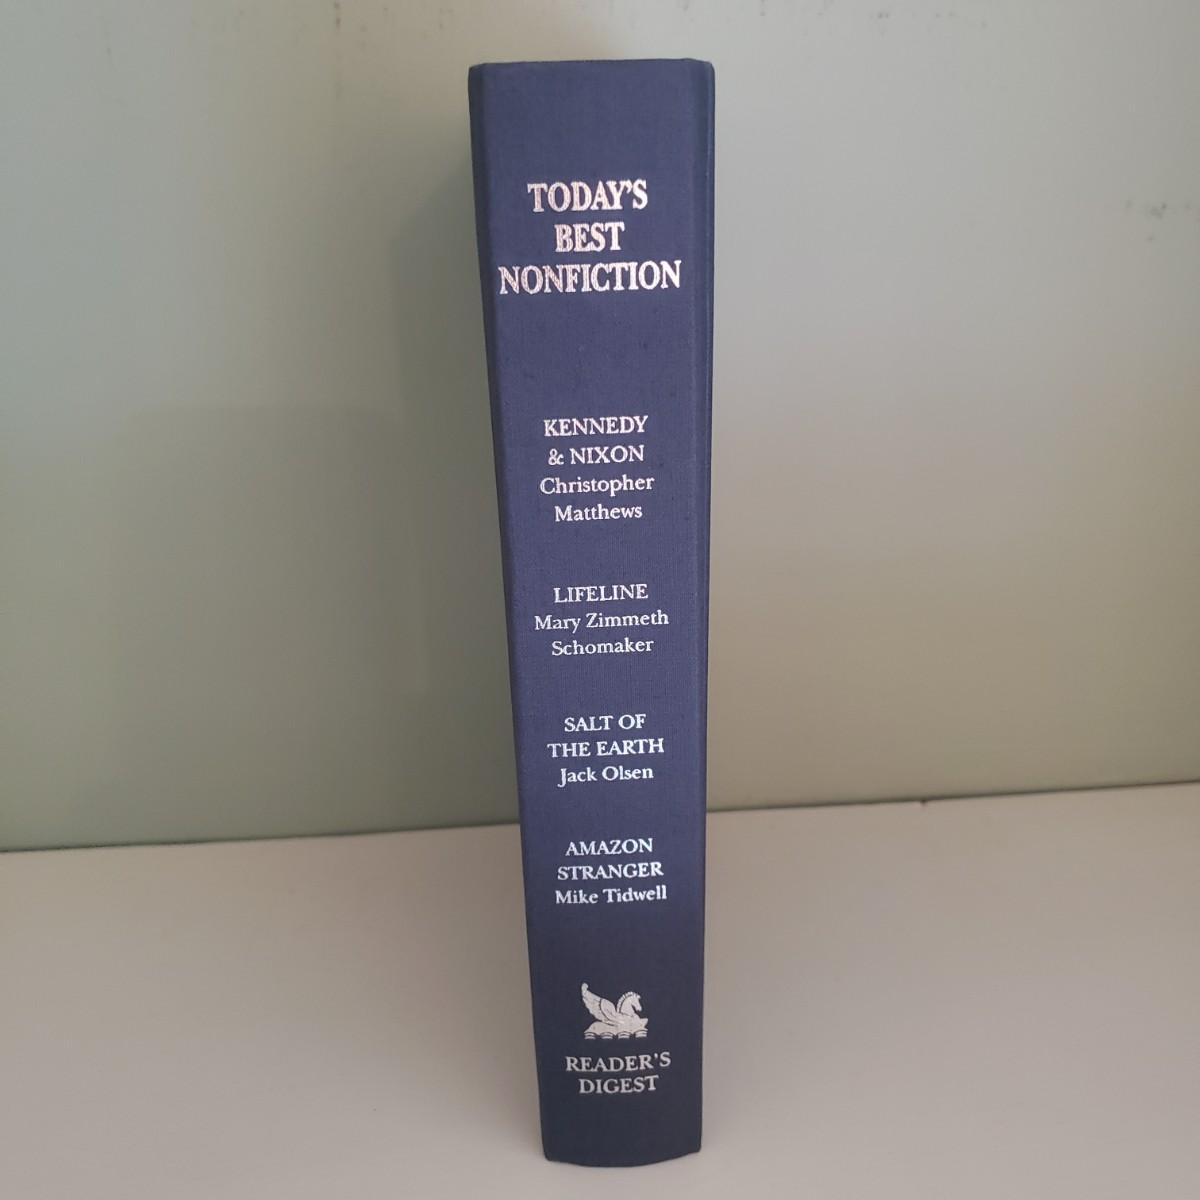 TODAY'S
BEST
NONFICTION
KENNEDY
& NIXON
Christopher
Matthews
LIFELINE
Mary Zimmeth
Schomaker
SALT OF
THE EARTH
Jack Olsen
AMAZON
STRANGER
Mike Tidwell
READER'S
DIGEST